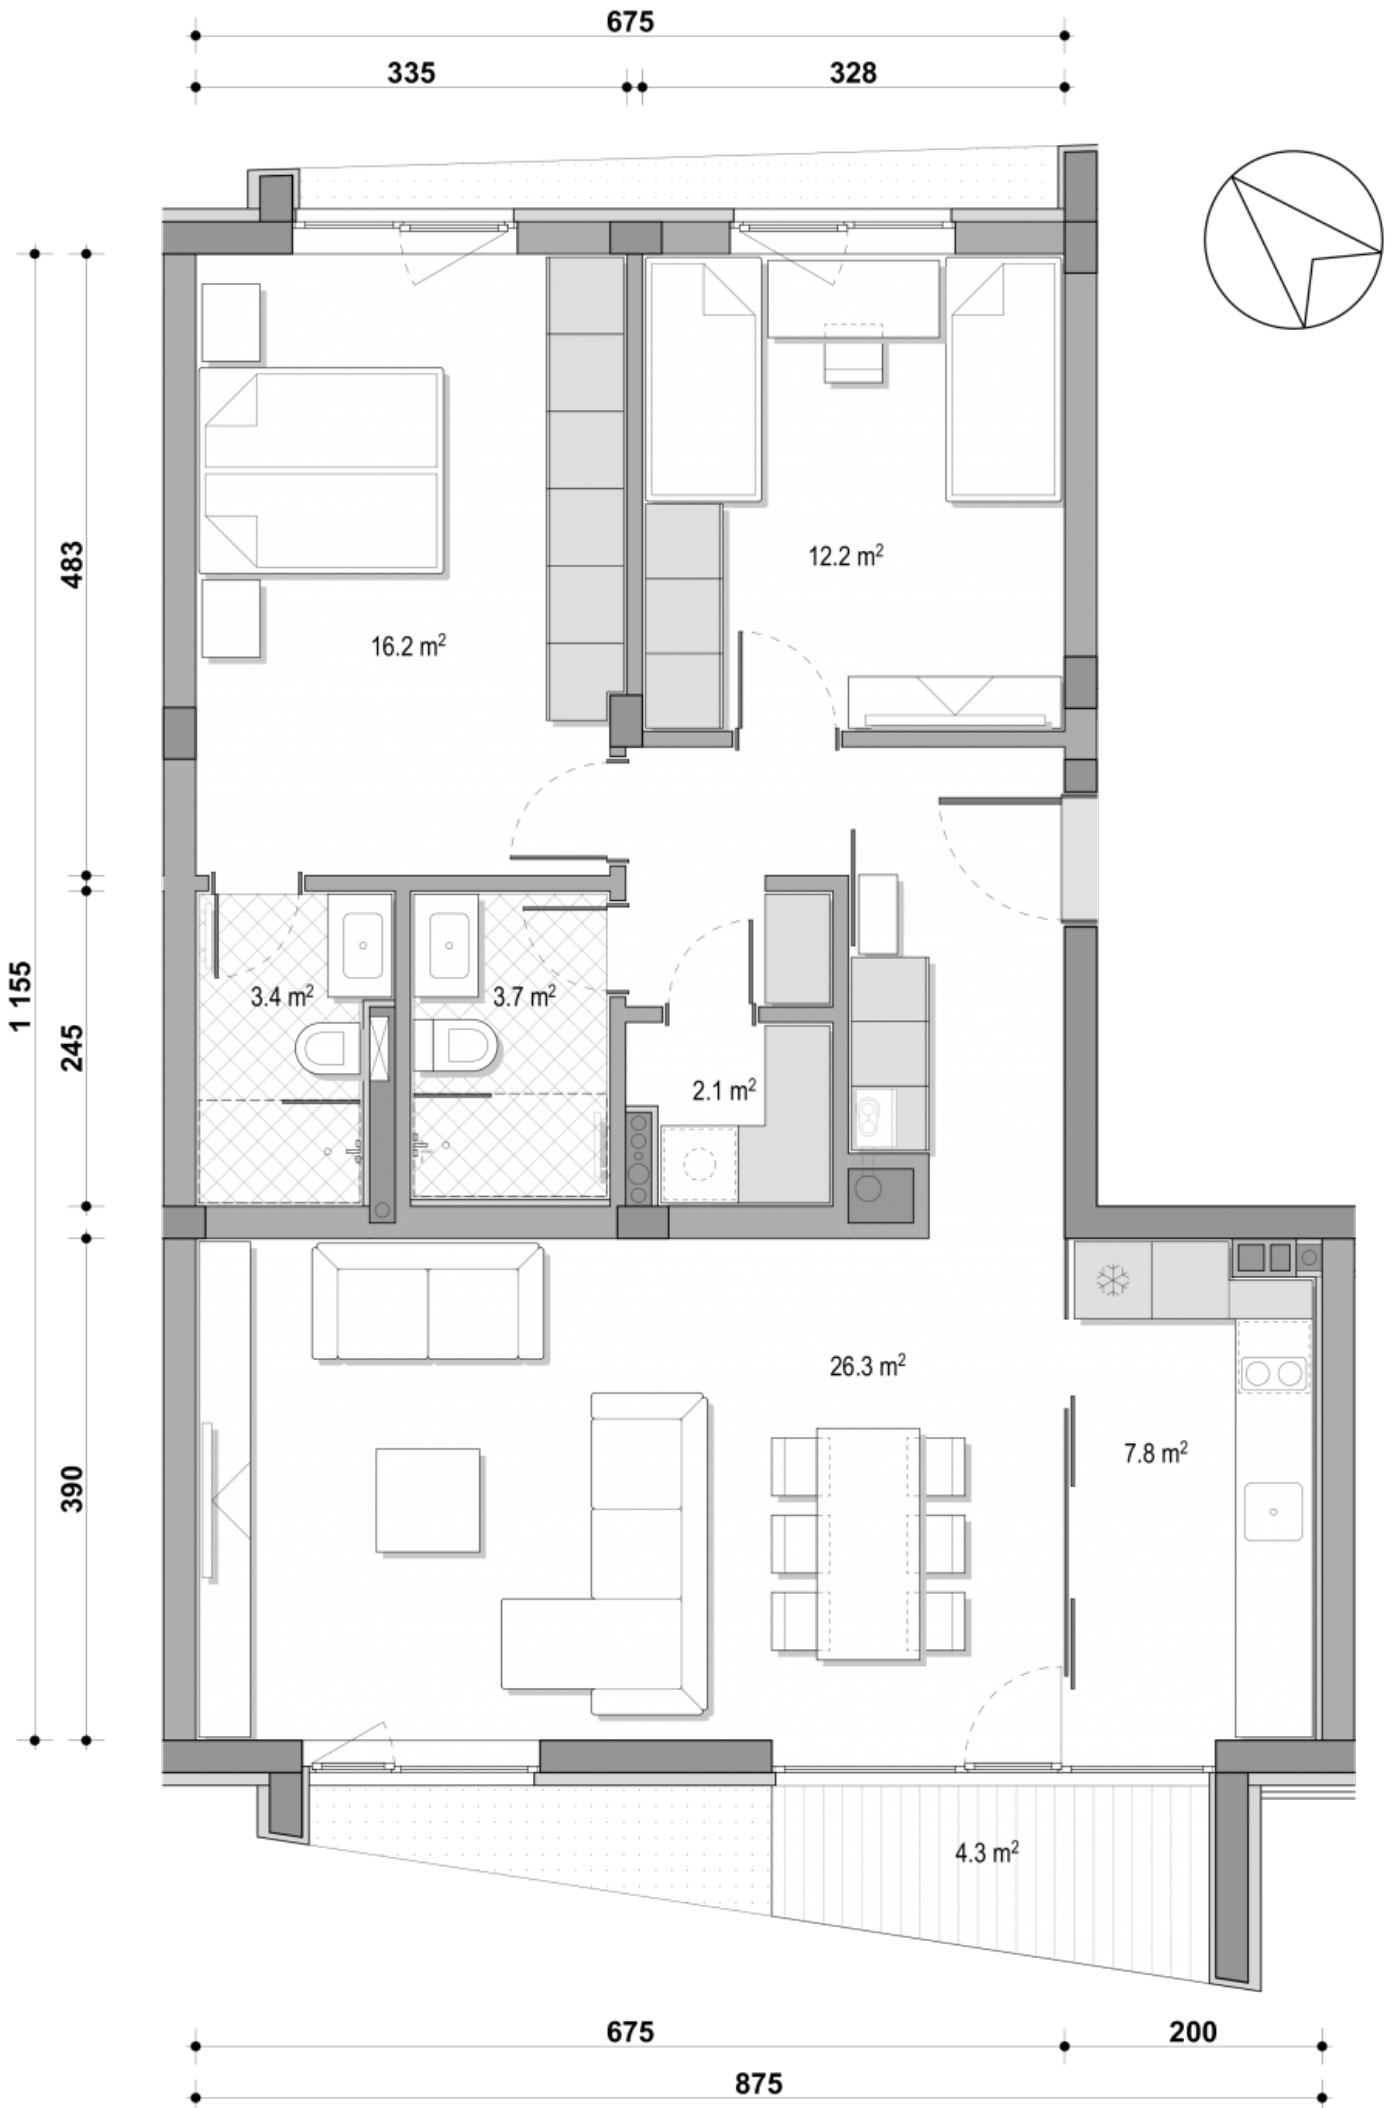 675
335 328
483
12.2 m²
16.2 m²
1 155
3.4 m² 3.7 m²
245
2.1 m²
26.3 m²
7.8 m²
390
4.3 m²
675 200
875